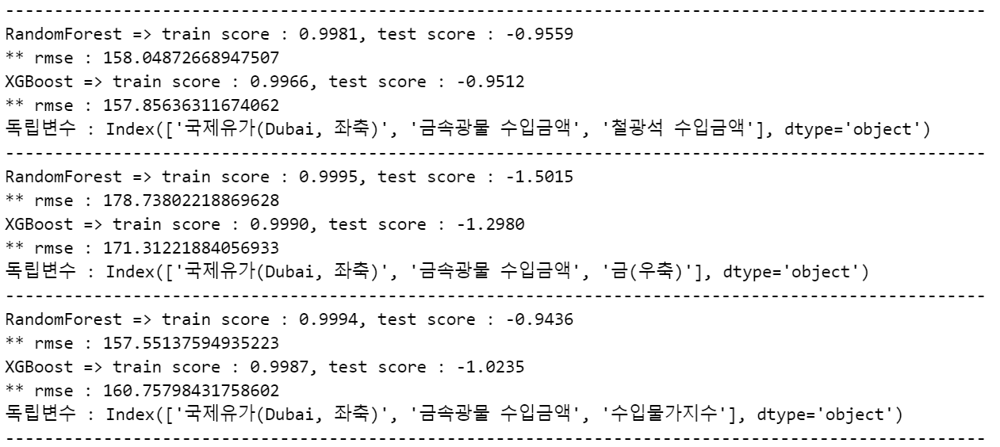 ----------------------------------------------------------------------------------------------------
RandomForest => train score : 0.9981, test score : -0.9559
** rmse : 158.04872668947507
XGBoost => train score : 0.9966, test score : -0.9512
** rmse : 157.85636311674062
독립변수 : Index(['국제유가(Dubai, 좌축)', '금속광물 수입금액', '철광석 수입금액'], dtype='object')
----------------------------------------------------------------------------------------------------
RandomForest => train score : 0.9995, test score : -1.5015
** rmse : 178.73802218869628
XGBoost => train score : 0.9990, test score : -1.2980
** rmse : 171.31221884056933
독립변수 : Index(['국제유가(Dubai, 좌축)', '금속광물 수입금액', '금(우축)'], dtype='object')
----------------------------------------------------------------------------------------------------
RandomForest => train score : 0.9994, test score : -0.9436
** rmse : 157.55137594935223
XGBoost => train score : 0.9987, test score : -1.0235
** rmse : 160.75798431758602
독립변수 : Index(['국제유가(Dubai, 좌축)', '금속광물 수입금액', '수입물가지수'], dtype='object')
----------------------------------------------------------------------------------------------------